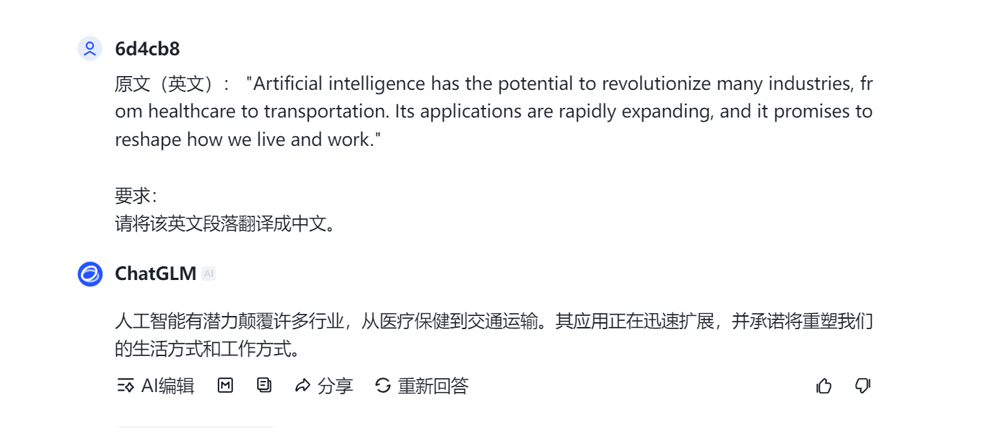 6d4cb8
原文（英文）： "Artificial intelligence has the potential to revolutionize many industries, fr
om healthcare to transportation. Its applications are rapidly expanding, and it promises to
reshape how we live and work."
要求：
请将该英文段落翻译成中文。
ChatGLM AI
人工智能有潜力颠覆许多行业，从医疗保健到交通运输。其应用正在迅速扩展，并承诺将重塑我们
的生活方式和工作方式。
AI编辑 分享 重新回答